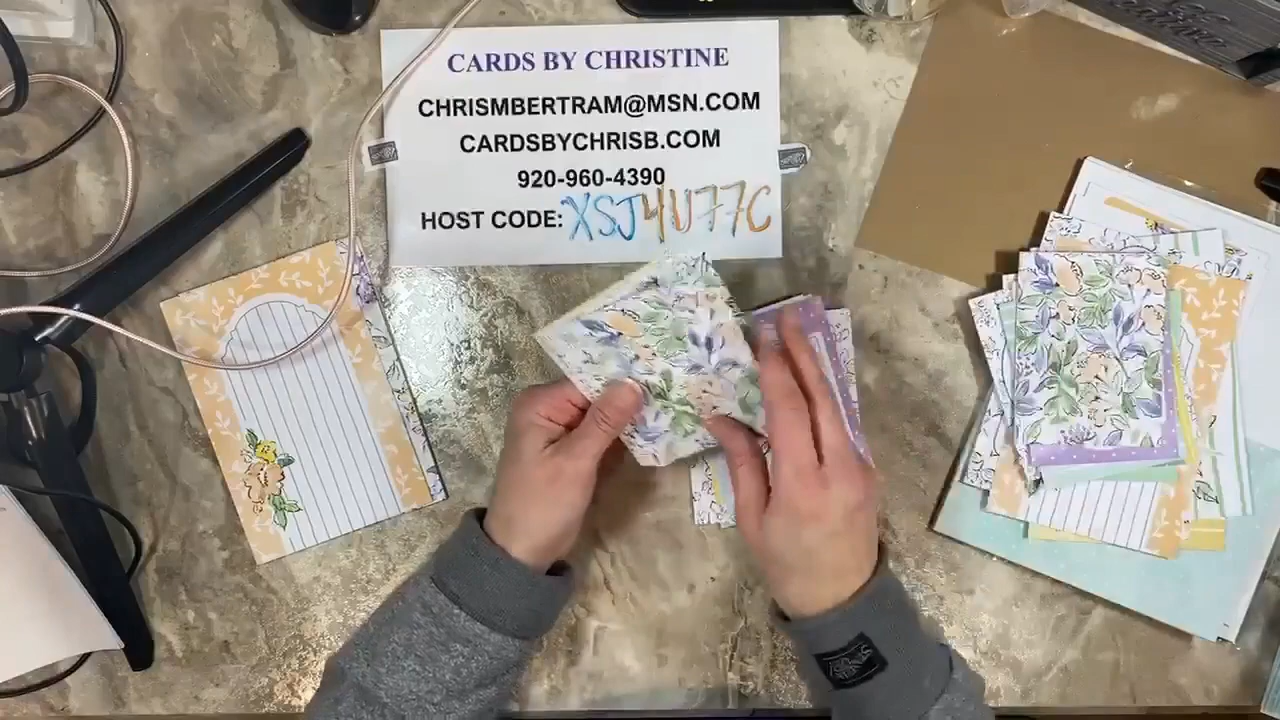 CARDS BY CHRISTINE
CHRISMBERTRAM@MSN.COM
CARDSBYCHRISB.COM
920-960-4390
HOST CODE: XSJ4U77C